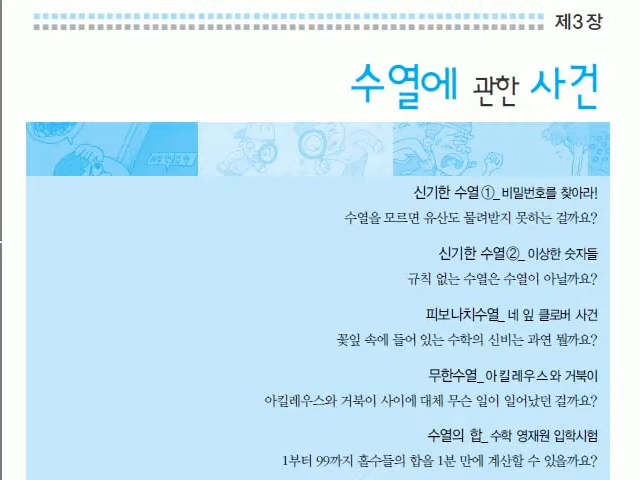 제3장
수열에 관한 사건
신기한 수열①_비밀번호를 찾아라!
수열을 모르면 유산도 물려받지 못하는 걸까요?
신기한 수열②_이상한 숫자들
규칙 없는 수열은 수열이 아닐까요?
피보나치수열_네 잎 클로버 사건
꽃잎 속에 들어 있는 수학의 신비는 과연 뭘까요?
무한수열_아킬레우스와 거북이
아킬레우스와 거북이 사이에 대체 무슨 일이 일어났던 걸까요?
수열의 합_수학 영재원 입학시험
1부터 99까지 홀수들의 합을 1분 만에 계산할 수 있을까요?